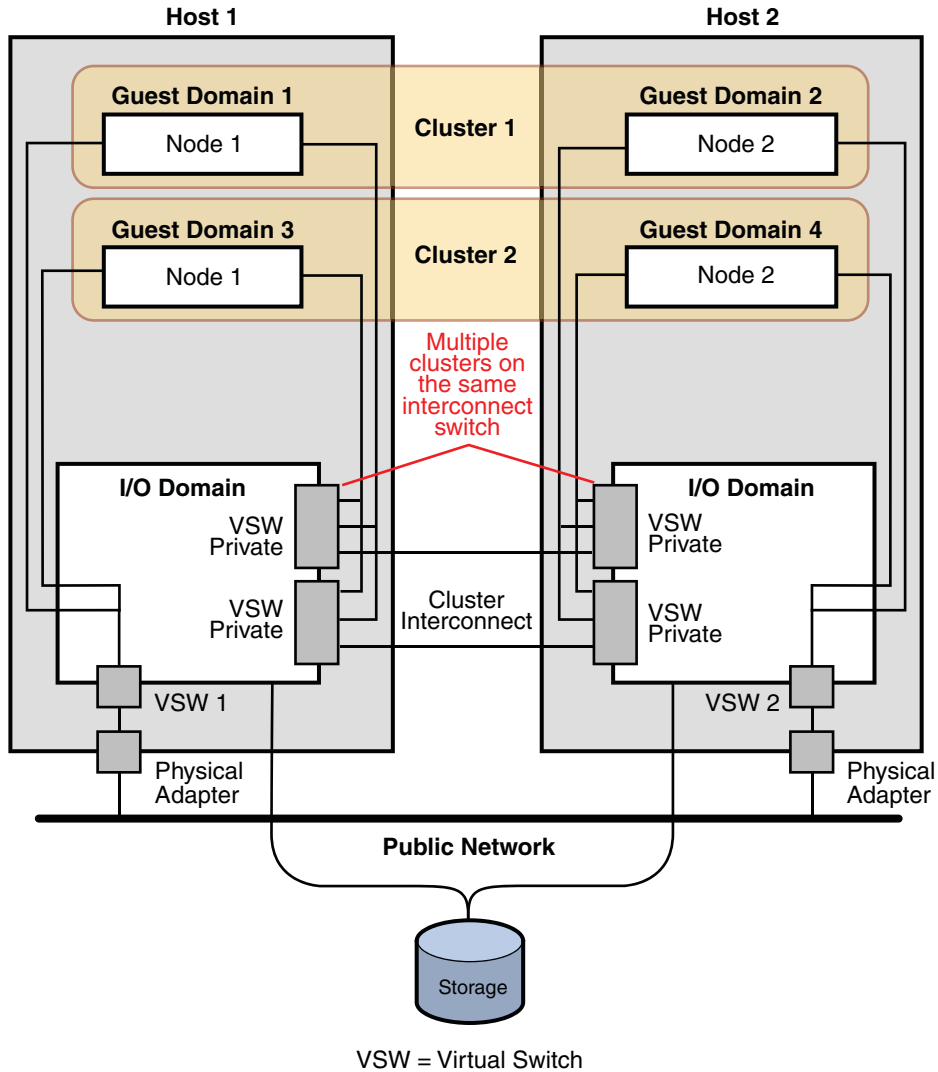 Host 1
Host 2
Guest Domain 1
Node 1
Cluster 1
Guest Domain 2
Node 2
Guest Domain 3
Node 1
Cluster 2
Guest Domain 4
Node 2
Multiple
clusters on
the same
interconnect
switch
I/O Domain
VSW
Private
VSW
Private
VSW 1
Cluster
Interconnect
I/O Domain
VSW
Private
VSW
Private
VSW 2
Physical
Adapter
Physical
Adapter
Public Network
Storage
VSW = Virtual Switch